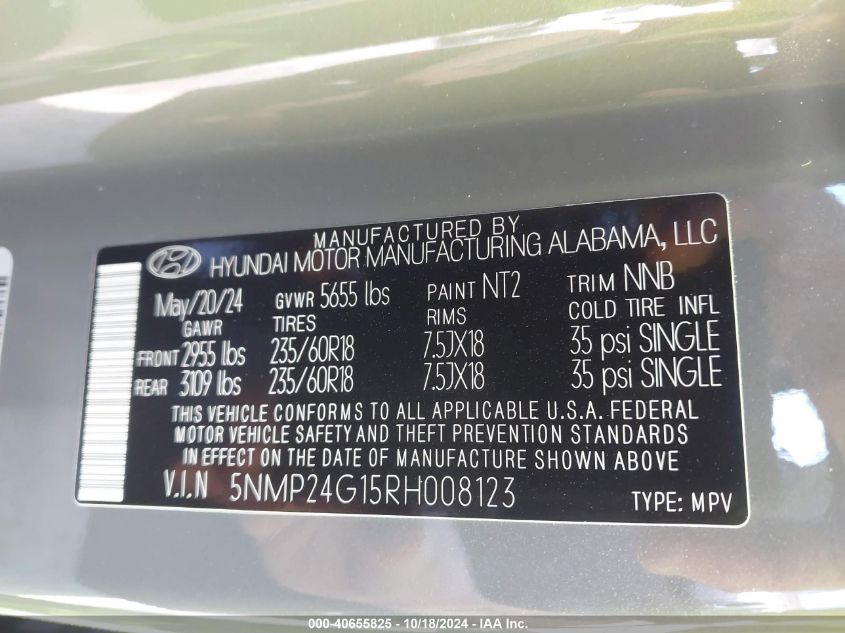 MANUFACTURED BY
HYUNDAI MOTOR MANUFACTURING ALABAMA, LLC
May/20/24 GVWR 5655 lbs PAINT NT2 TRIM NNB
GAWR TIRES RIMS COLD TIRE INFL
FRONT 2955 lbs 235/60R18 7.5JX18 35 psi SINGLE
REAR 3109 lbs 235/60R18 7.5JX18 35 psi SINGLE
THIS VEHICLE CONFORMS TO ALL APPLICABLE U.S.A. FEDERAL
MOTOR VEHICLE SAFETY AND THEFT PREVENTION STANDARDS
IN EFFECT ON THE DATE OF MANUFACTURE SHOWN ABOVE.
V.I.N 5NMP24G15RH008123 TYPE: MPV
000-40655825 - 10/18/2024 - IAA Inc.